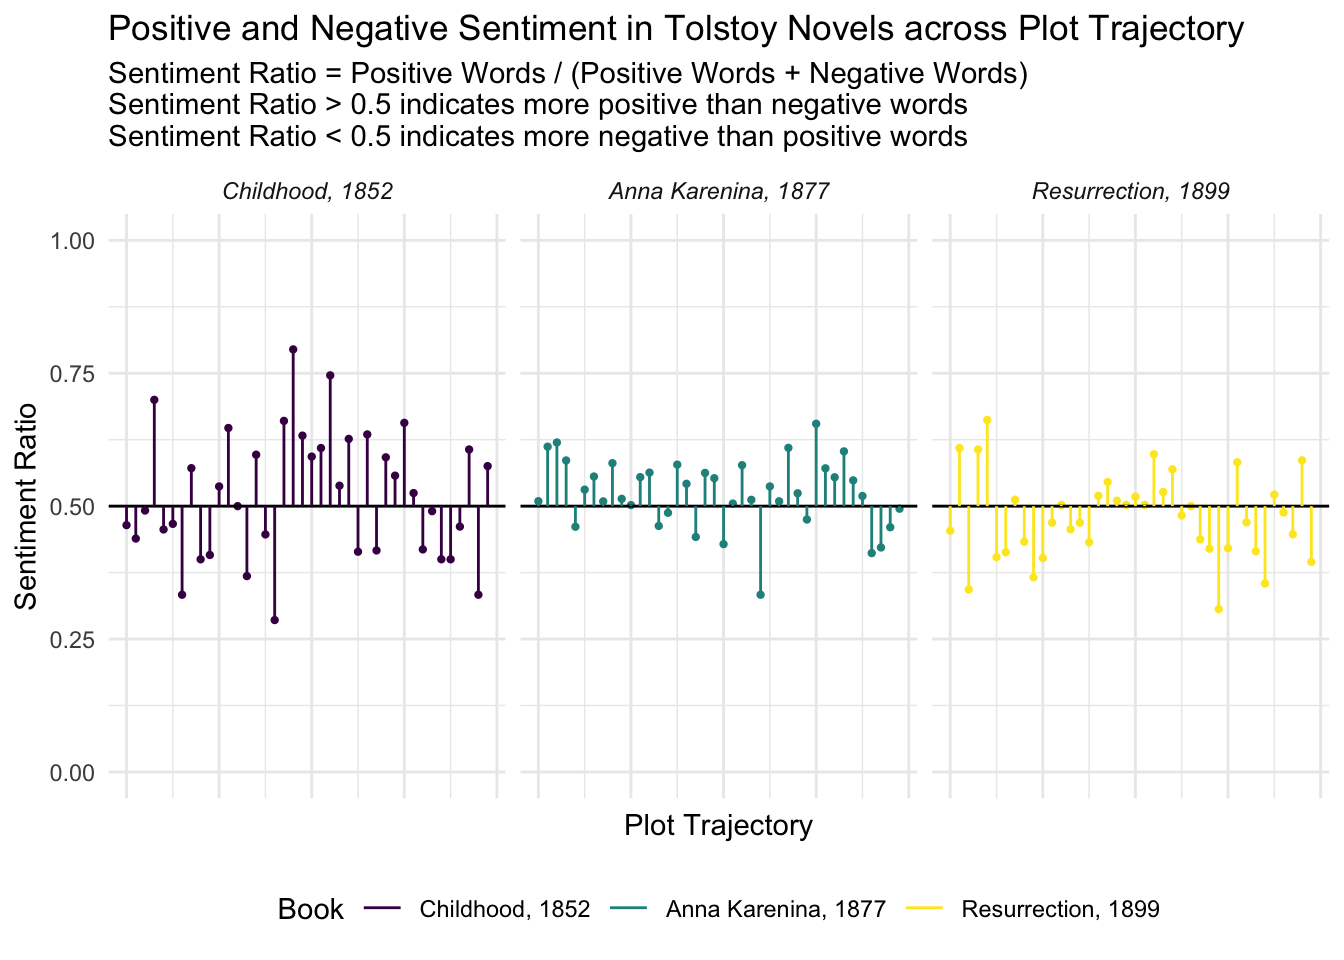 Positive and Negative Sentiment in Tolstoy Novels across Plot Trajectory
Sentiment Ratio = Positive Words / (Positive Words + Negative Words)
Sentiment Ratio > 0.5 indicates more positive than negative words
Sentiment Ratio < 0.5 indicates more negative than positive words
Childhood, 1852
Anna Karenina, 1877
Resurrection, 1899
1.00
0.75
0.50
0.25
0.00
Sentiment Ratio
Plot Trajectory
Book
Childhood, 1852
Anna Karenina, 1877
Resurrection, 1899